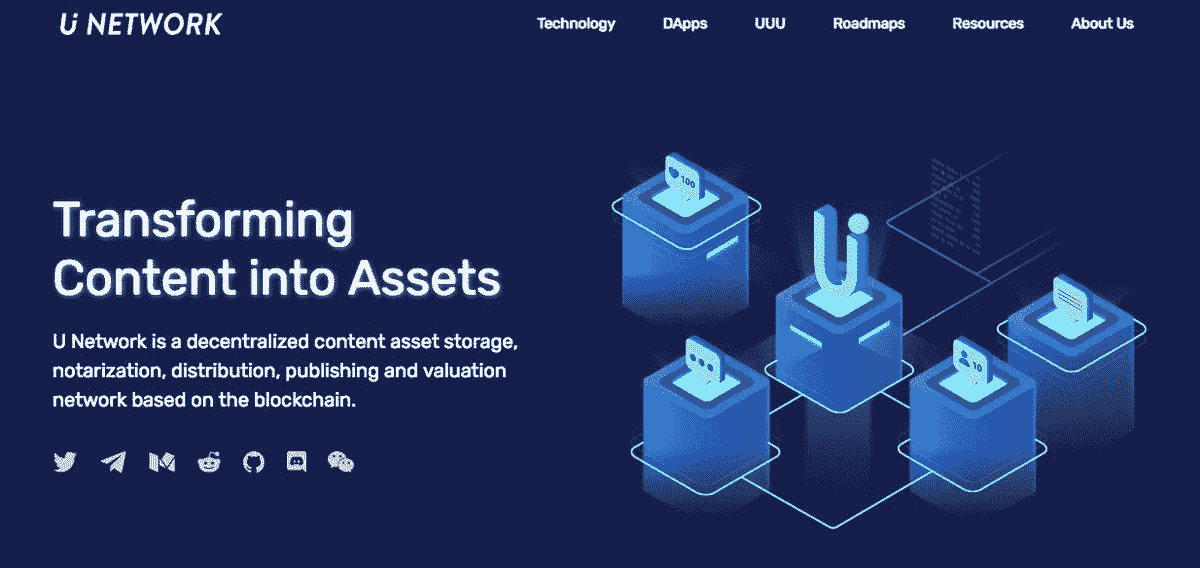 U NETWORK
Technology
DApps
UUU
Roadmaps
Resources
About Us
Transforming
Content into Assets
U Network is a decentralized content asset storage,
notarization, distribution, publishing and valuation
network based on the blockchain.
100
U
10